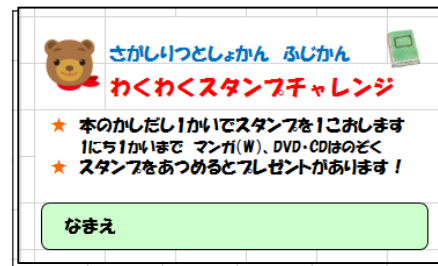 さがしりつとしょかん ふじかん
わくわくスタンプチャレンジ
★ 本のかしだし1かいでスタンプを1こおします
1にち1かいまで マンガ(W)、DVD・CDはのぞく
★ スタンプをあつめるとプレゼントがあります！
なまえ